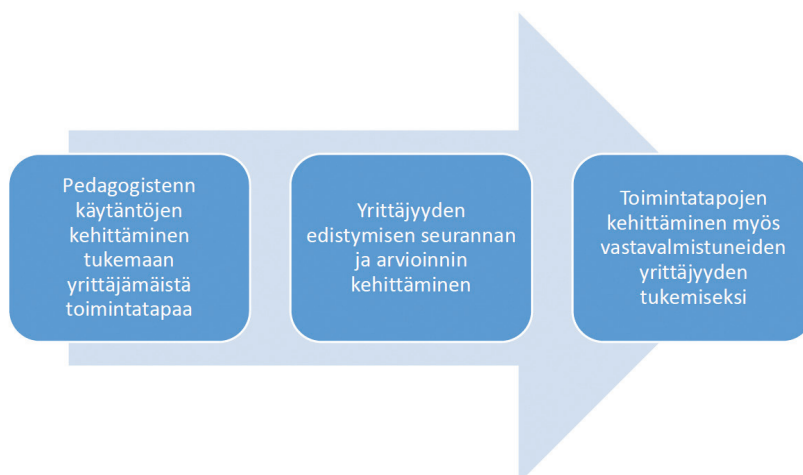 Pedagogistenn
käytäntöjen
kehittäminen
tukemaan
yrittäjämäistä
toimintatapaa
Yrittäjyyden
edistymisen seurannan
ja arvioinnin
kehittäminen
Toimintatapojen
kehittäminen myös
vastavalmistuneiden
yrittäjyyden
tukemiseksi